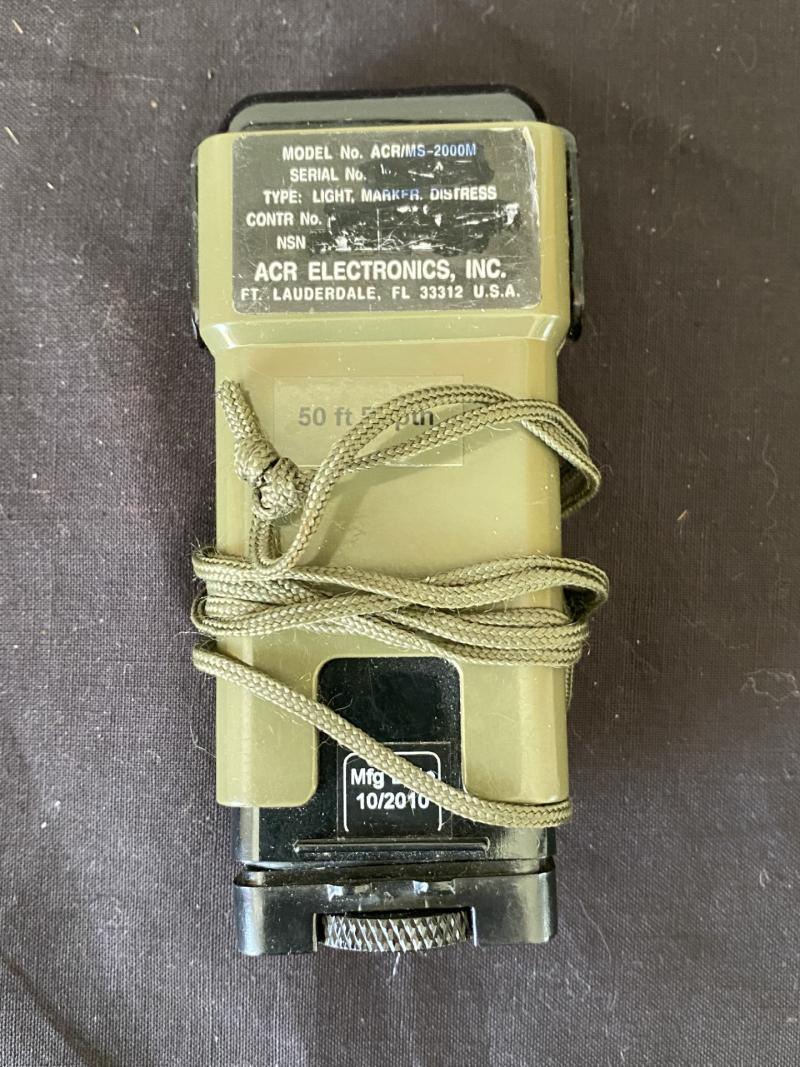 MODEL No. ACR/MS-2000M
SERIAL No.
TYPE: LIGHT, MARKER, DISTRESS
CONTR No.
NSN
ACR ELECTRONICS, INC.
FT. LAUDERDALE, FL 33312 U.S.A.
50 ft
Mfg
10/2010